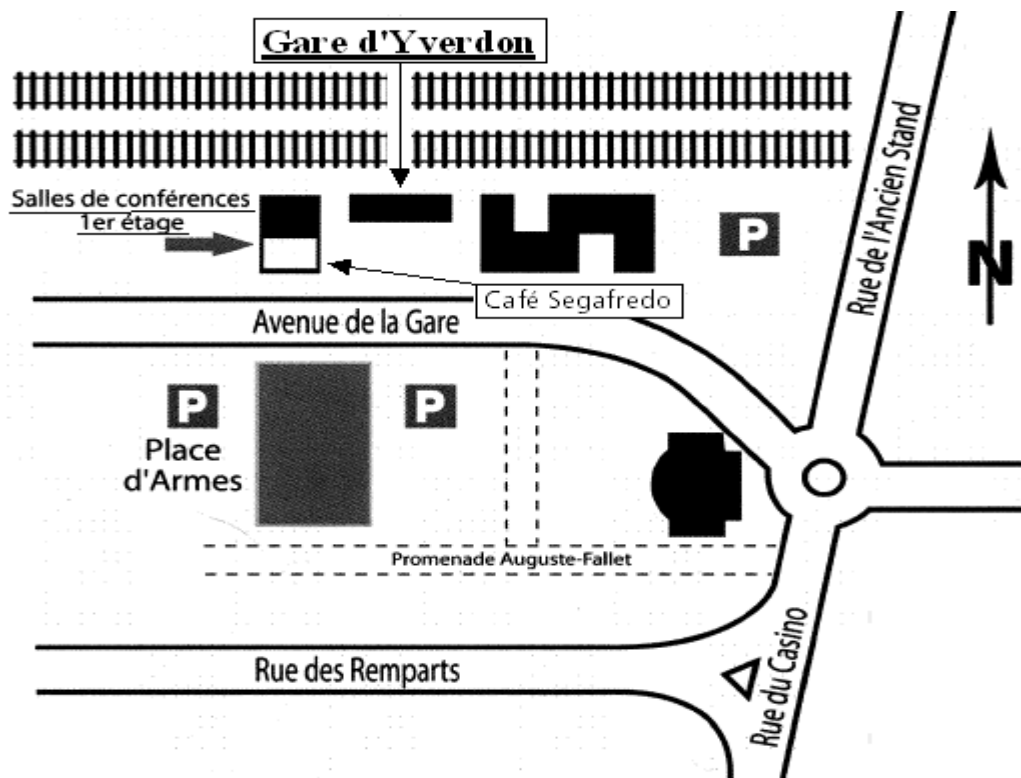 Gare d'Yverdon
Salles de conférences
1er étage
P
Café Segafredo
Rue de l'Ancien Stand
N
Avenue de la Gare
P
P
Place
d'Armes
Promenade Auguste-Fallet
Rue des Remparts
Rue du Casino